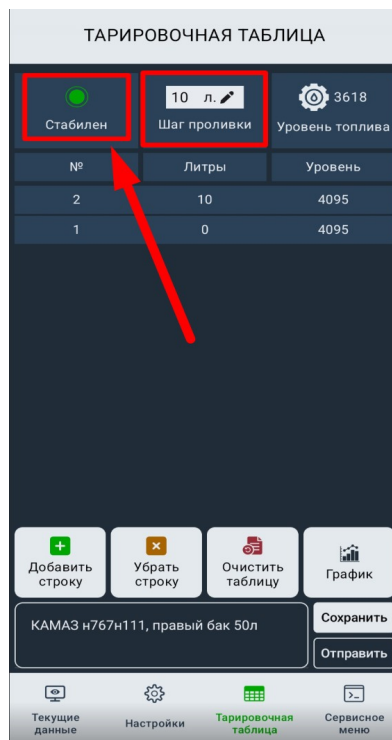 ТАРИРОВОЧНАЯ ТАБЛИЦА
10 л. 3618
Стабилен Шаг проливки Уровень топлива
№ Литры Уровень
2 10 4095
1 0 4095
Добавить строку
Убрать строку
Очистить таблицу
График
КАМАЗ н767н111, правый бак 50л
Сохранить
Отправить
Текущие данные
Настройки
Тарировочная таблица
Сервисное меню